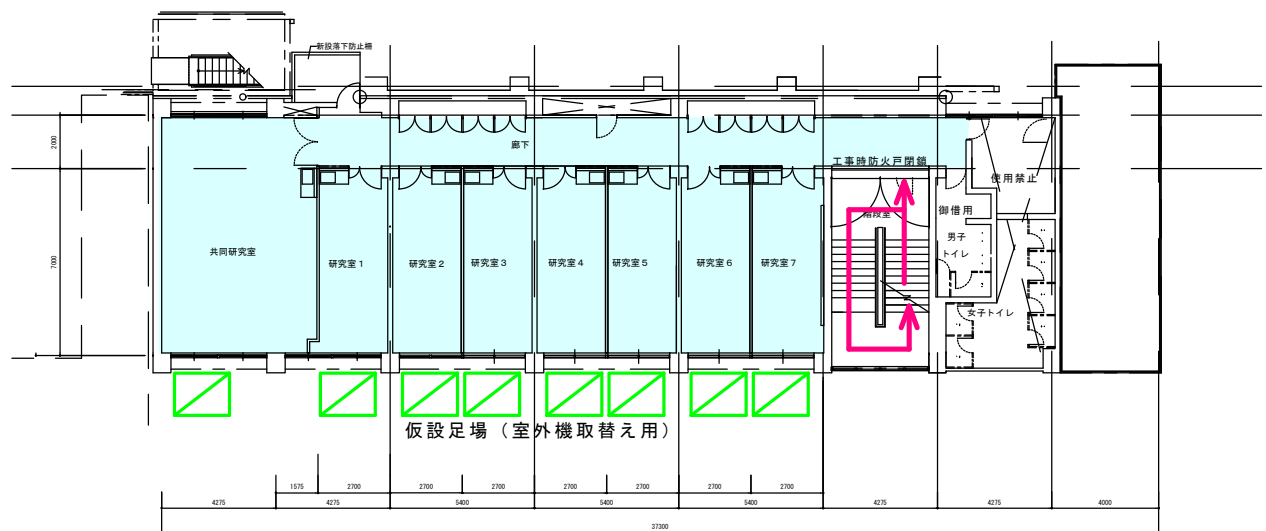 新設落下防止柵
2000
廊下
工事時防火戸閉鎖
使用禁止
階段室
御借用
男子
トイレ
7000
共同研究室
研究室1
研究室2
研究室3
研究室4
研究室5
研究室6
研究室7
女子トイレ
仮設足場（室外機取替え用）
1575
2700
2700
2700
2700
2700
2700
2700
4275
4275
5400
5400
5400
4275
4275
4000
37300